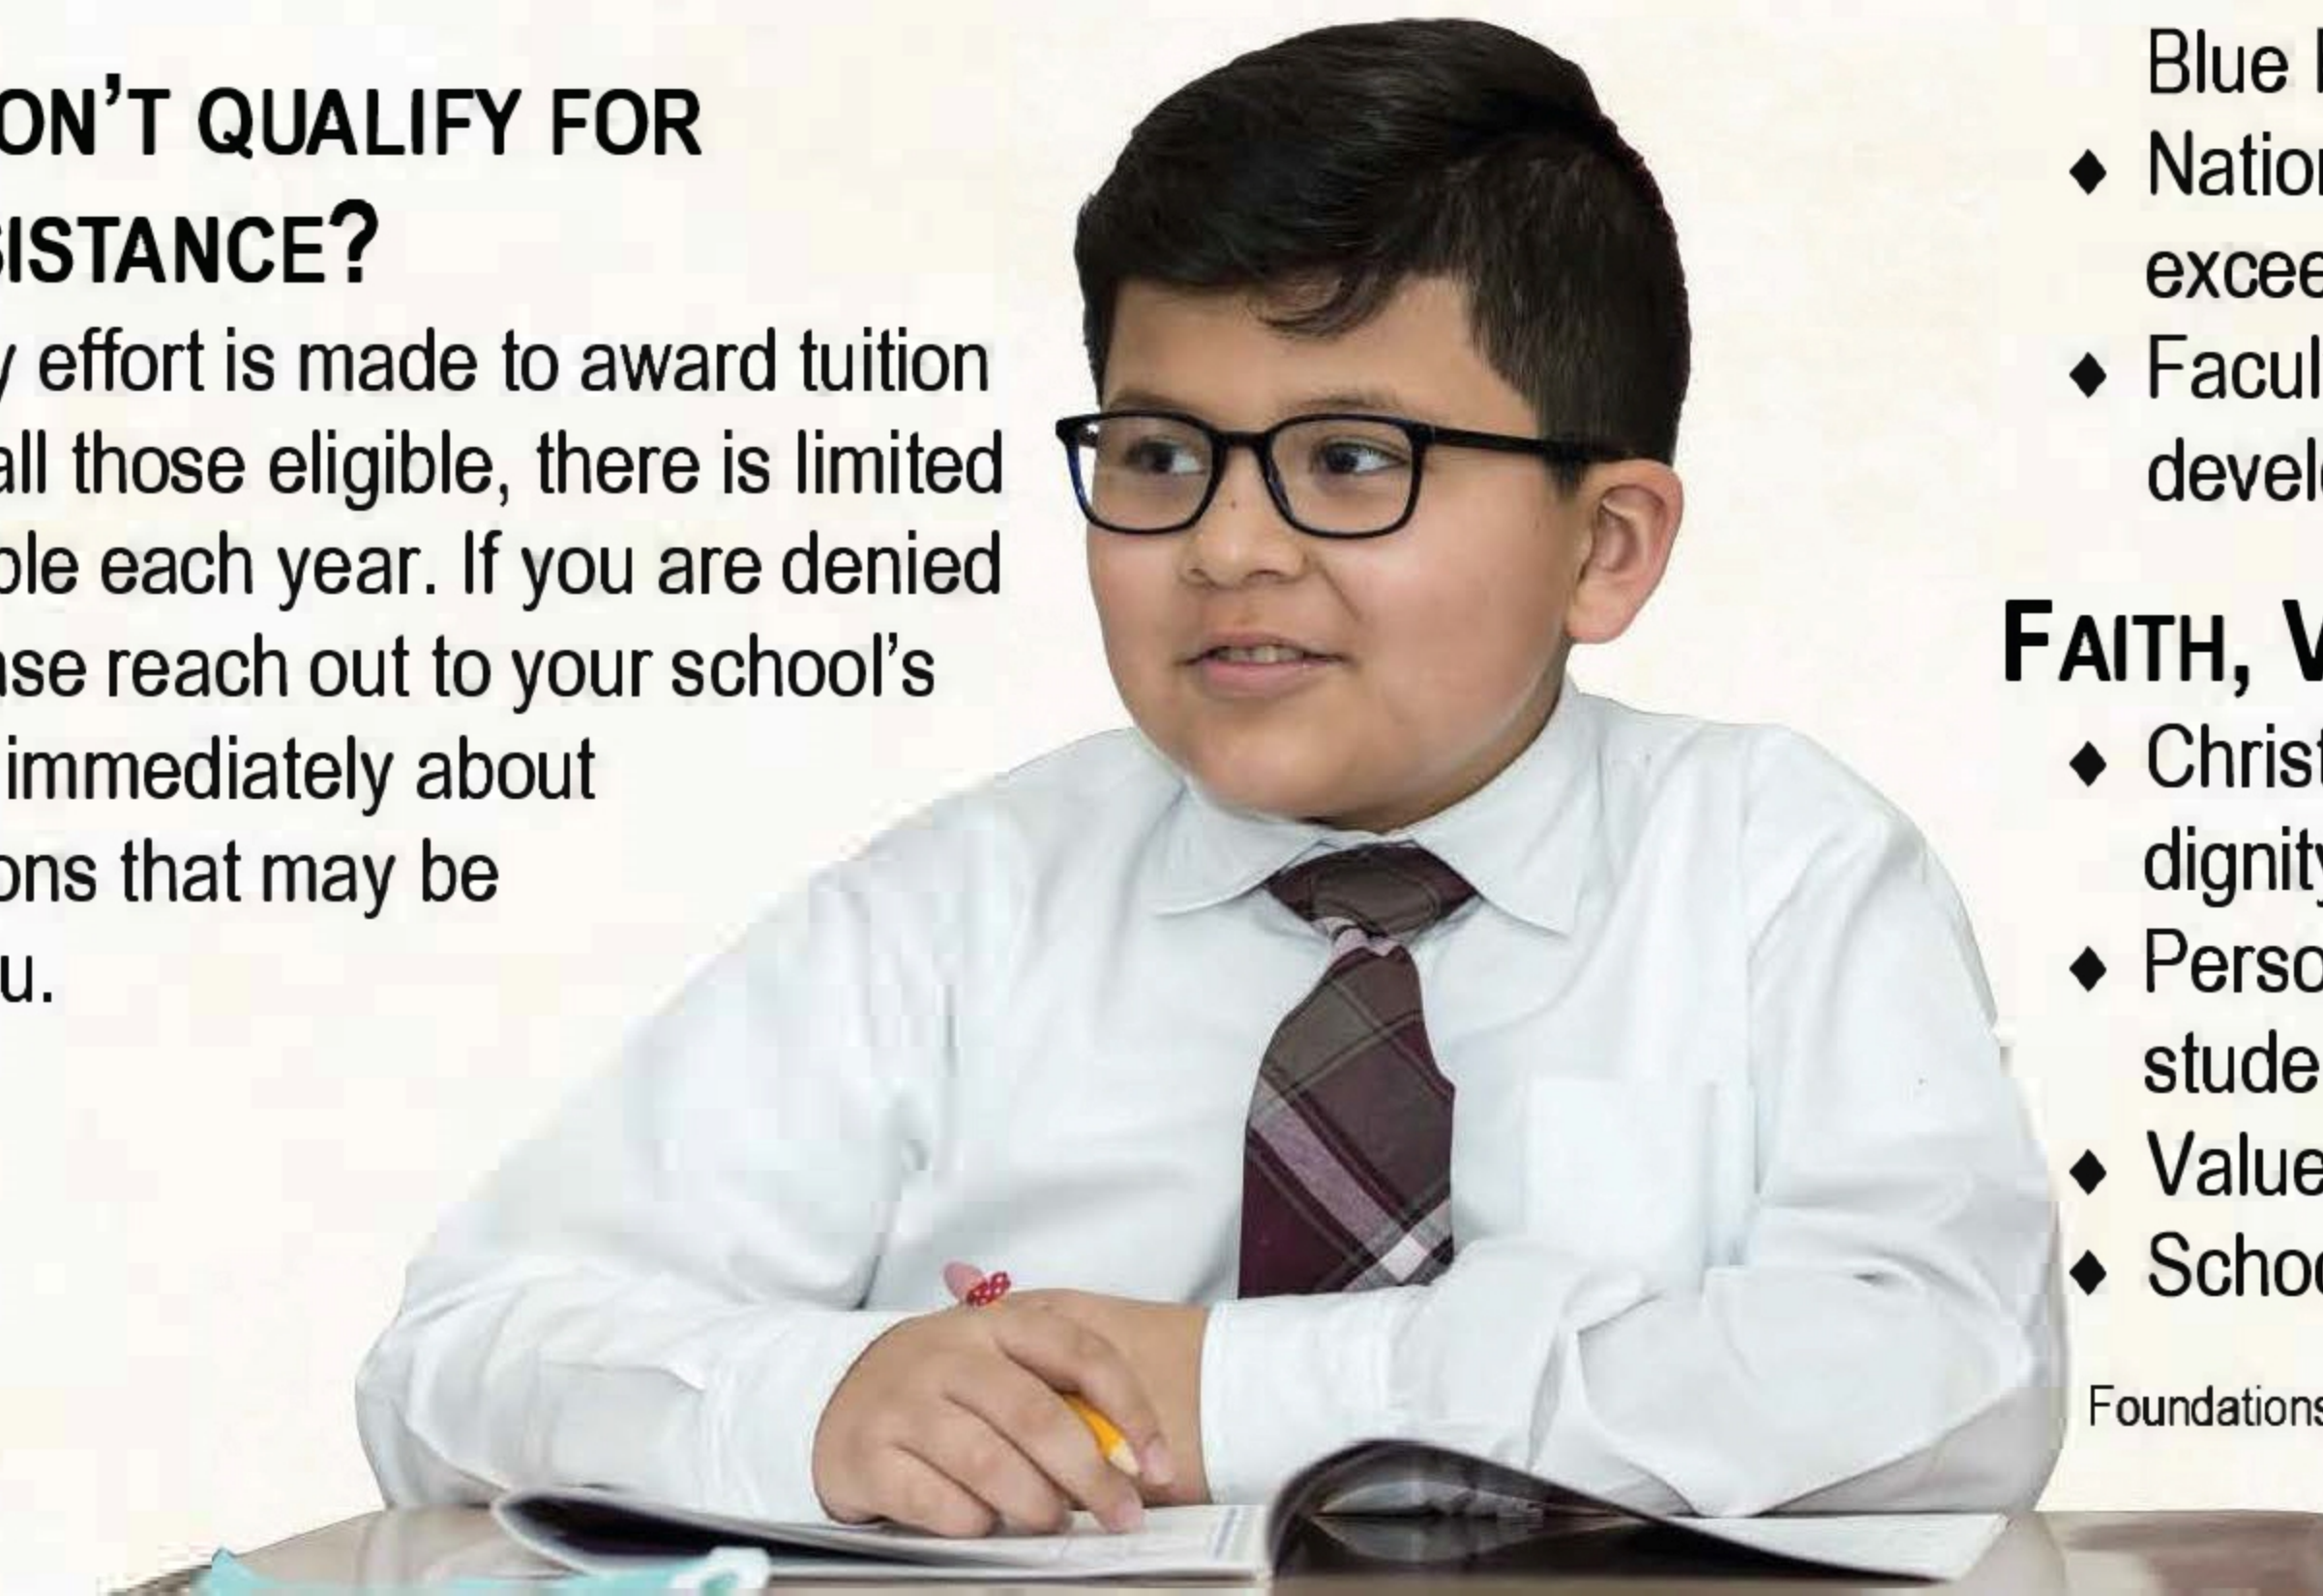 ON'T QUALIFY FOR
SISTANCE?
y effort is made to award tuition
all those eligible, there is limited
ble each year. If you are denied
ase reach out to your school's
immediately about
ons that may be
u.
Blue
♦ Nation
excee
♦ Facul
devel
FAITH, V
♦ Christ
dignity
♦ Perso
stude
♦ Value
♦ Schoo
Foundations